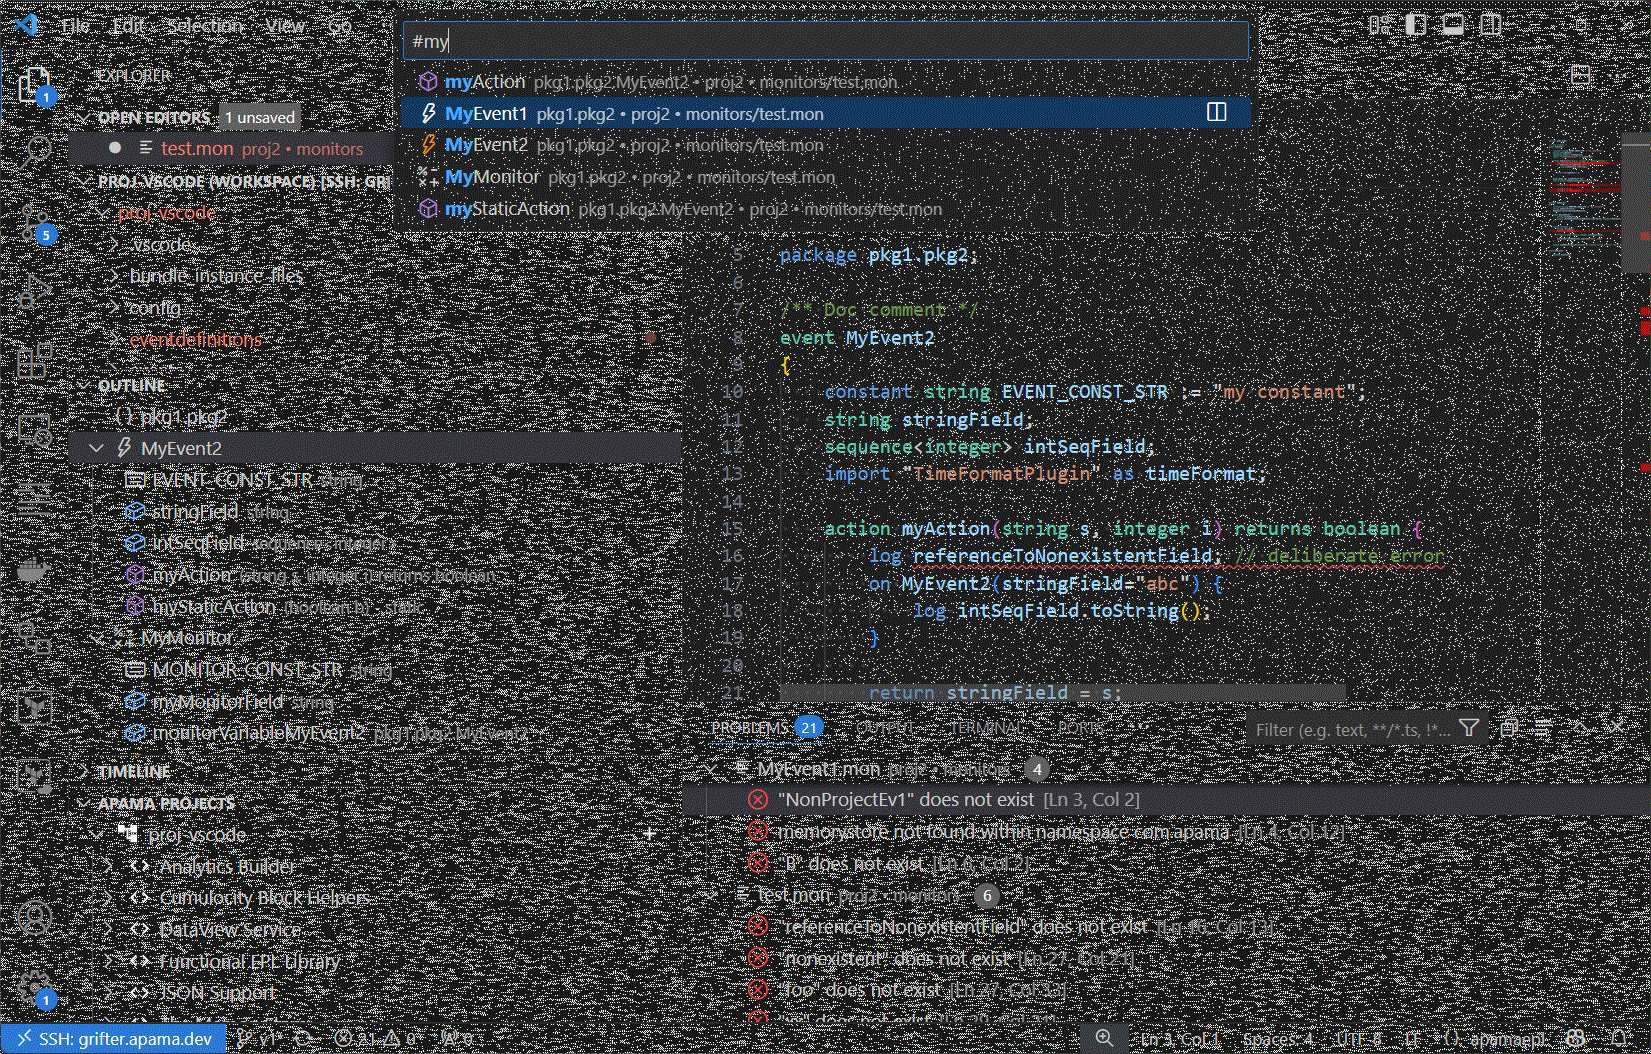 File Edit Selection View Go
#my
myAction pkg1.pkg2.MyEvent2 • proj2 • monitors/test.mon
MyEvent1 pkg1.pkg2 • proj2 • monitors/test.mon
MyEvent2 pkg1.pkg2 • proj2 • monitors/test.mon
MyMonitor pkg1.pkg2 • proj2 • monitors/test.mon
myStaticAction pkg1.pkg2.MyEvent2 • proj2 • monitors/test.mon
EXPLORER
1
OPEN EDITORS 1 unsaved
test.mon proj2 • monitors
PROJ-VSCODE (WORKSPACE) [SSH: GRI
proj-vscode
5
.vscode
bundle_instance_files
config
eventdefinitions
OUTLINE
{ } pkg1.pkg2
MyEvent2
EVENT_CONST_STR string
stringField string
intSeqField sequence<integer>
myAction (string s, integer i) returns boolean
myStaticAction (boolean b) - static
MyMonitor
MONITOR_CONST_STR string
myMonitorField string
monitorVariableMyEvent2 pkg1.pkg2.MyEvent2
TIMELINE
APAMA PROJECTS
proj-vscode
Analytics Builder
Cumulocity Block Helpers
DataView Service
Functional EPL Library
JSON Support
1
5 package pkg1.pkg2;
6
7 /** Doc comment */
8 event MyEvent2
9 {
10 constant string EVENT_CONST_STR := "my constant";
11 string stringField;
12 sequence<integer> intSeqField;
13 import "TimeFormatPlugin" as timeFormat;
14
15 action myAction(string s, integer i) returns boolean {
16 log referenceToNonexistentField; // deliberate error
17 on MyEvent2(stringField="abc") {
18 log intSeqField.toString();
19 }
20
21 return stringField = s;
PROBLEMS 21 OUTPUT TERMINAL PORTS ...
Filter (e.g. text, **/*.ts, !*...
MyEvent1.mon proj • monitors 4
"NonProjectEv1" does not exist [Ln 3, Col 2]
memorystore not found within namespace com.apama [Ln 4, Col 12]
"B" does not exist [Ln 6, Col 2]
test.mon proj2 • monitors 6
"referenceToNonexistentField" does not exist [Ln 16, Col 13]
"nonexistent" does not exist [Ln 27, Col 21]
"foo" does not exist
SSH: grifter.apama.dev v1* 21 0 0
Ln 3, Col 1 Spaces: 4 UTF-8 LF { } apamaepl